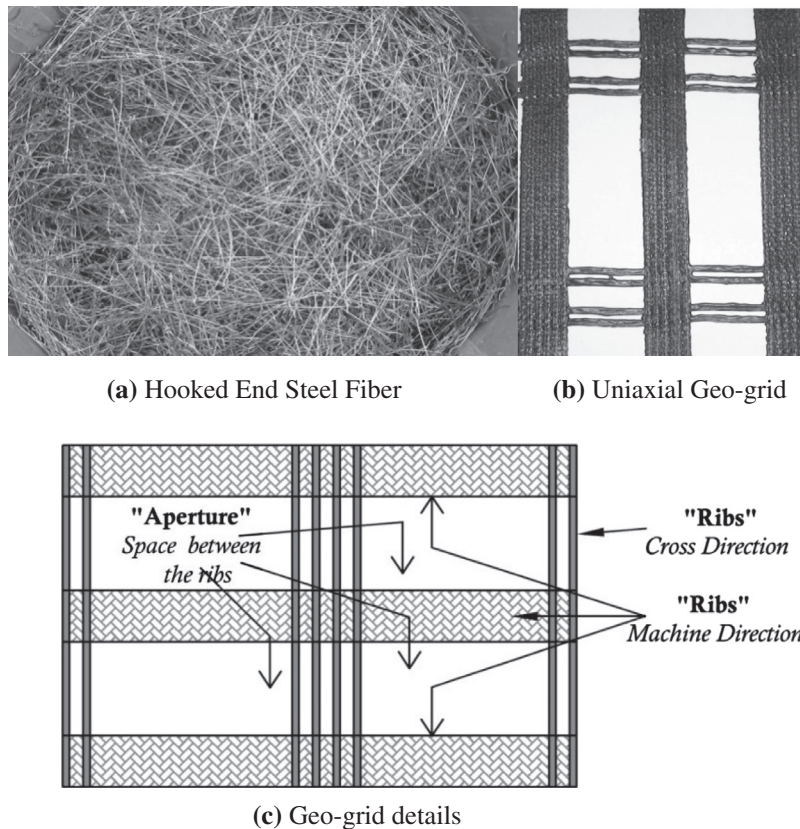 (a) Hooked End Steel Fiber
(b) Uniaxial Geo-grid
"Aperture"
Space between
the ribs
"Ribs"
Cross Direction
"Ribs"
Machine Direction
(c) Geo-grid details